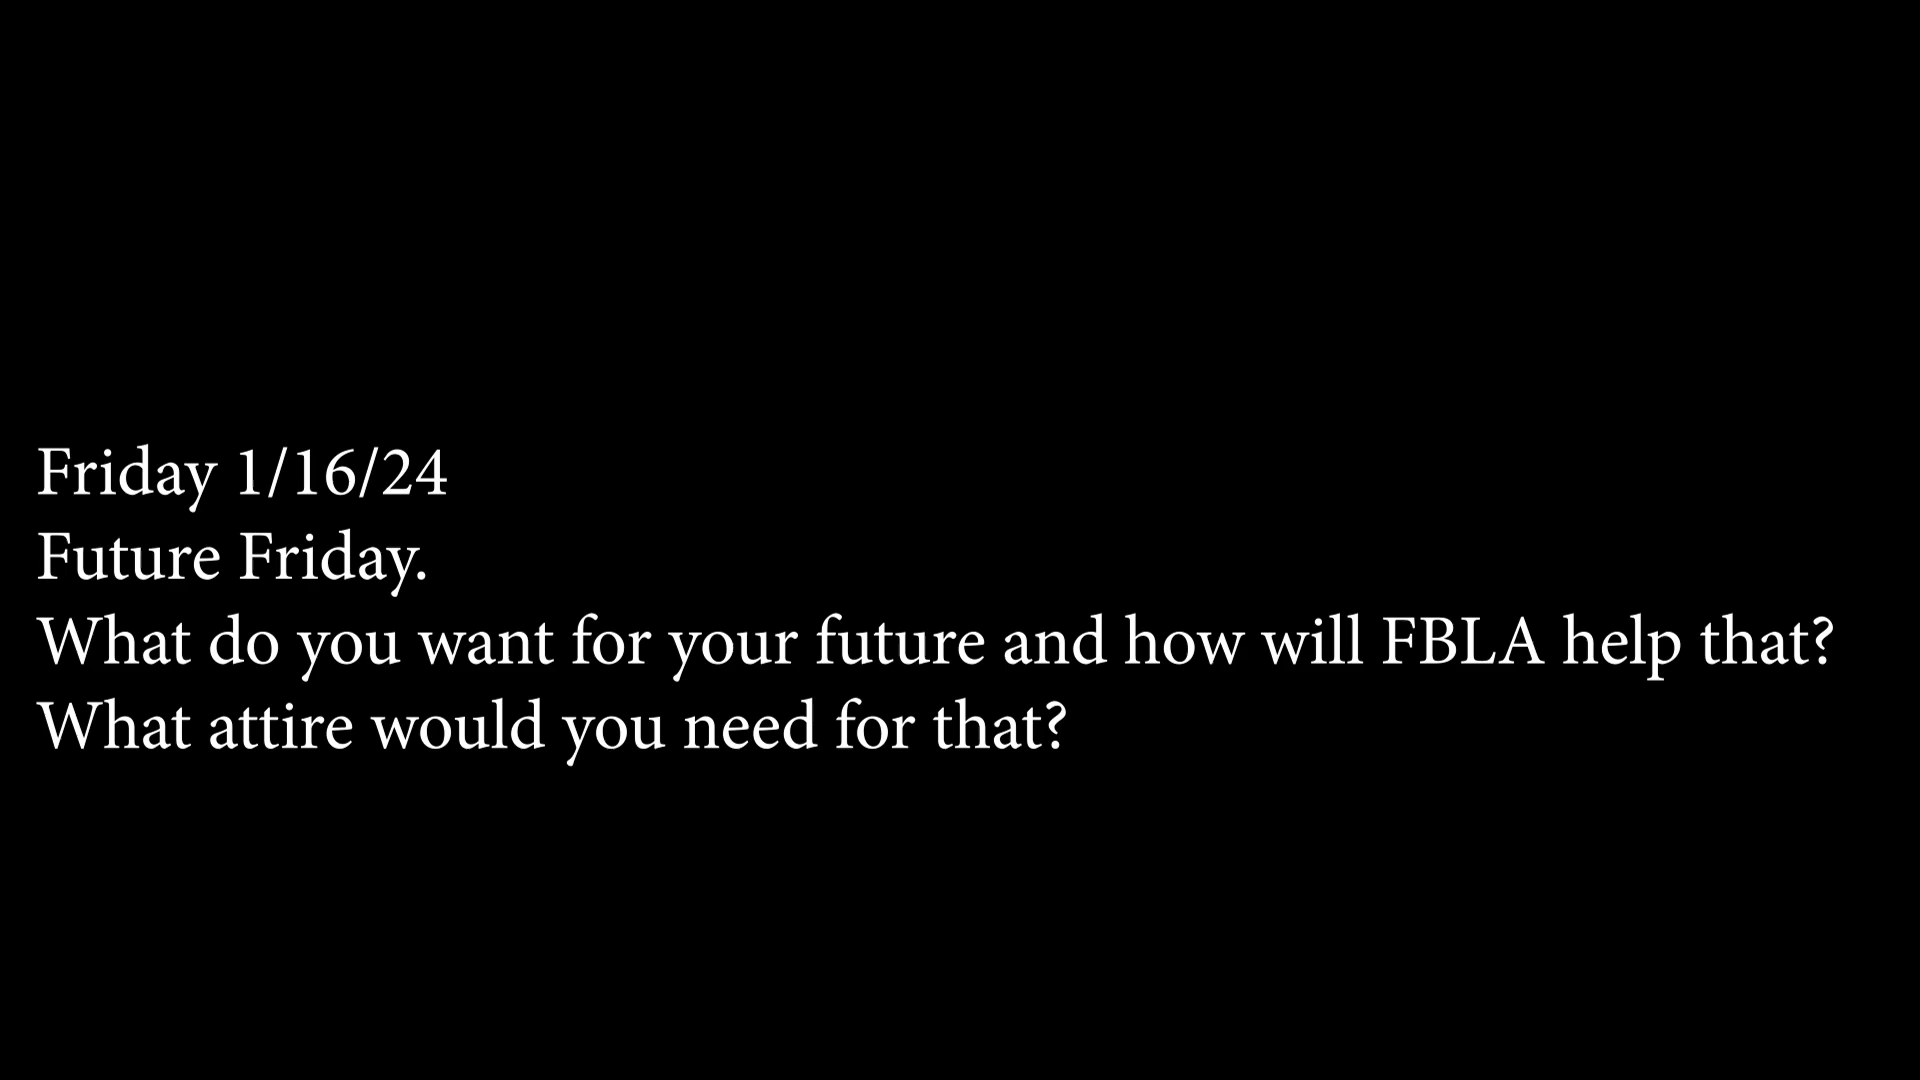 Friday 1/16/24
Future Friday.
What do you want for your future and how will FBLA help that?
What attire would you need for that?